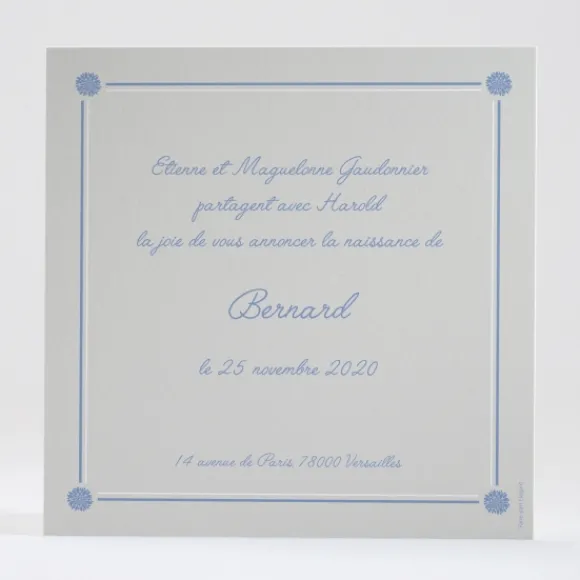 Etienne et Maguelonne Gaudonnier
partagent avec Harold
la joie de vous annoncer la naissance de
Bernard
le 25 novembre 2020
14 avenue de Paris 78000 Versailles